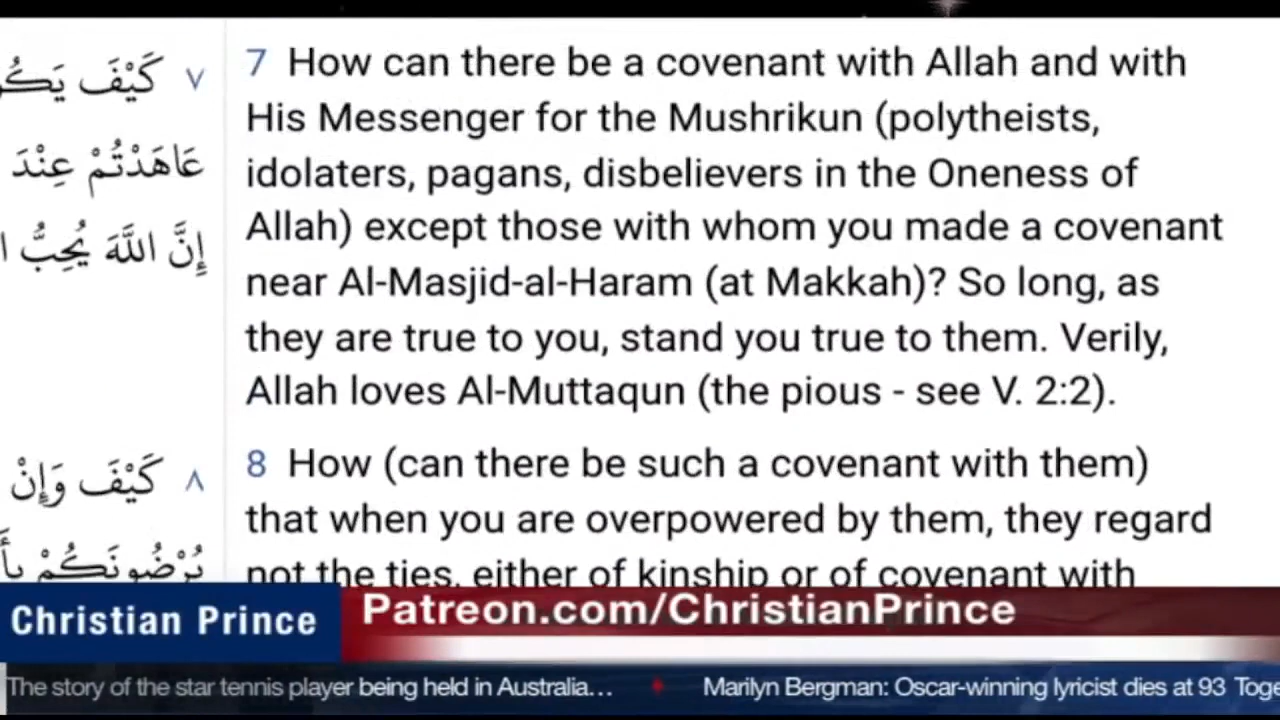 ٧ كَيْفَ
عَاهَدْتُمْ عِنْدَ
إِنَّ اللَّهَ يُحِبُّ
٨ كَيْفَ وَإِنْ
يُرْضُونَكُمْ
7 How can there be a covenant with Allah and with
His Messenger for the Mushrikun (polytheists,
idolaters, pagans, disbelievers in the Oneness of
Allah) except those with whom you made a covenant
near Al-Masjid-al-Haram (at Makkah)? So long, as
they are true to you, stand you true to them. Verily,
Allah loves Al-Muttaqun (the pious - see V. 2:2).
8 How (can there be such a covenant with them)
that when you are overpowered by them, they regard
not the ties, either of kinship or of covenant with
Christian Prince
Patreon.com/ChristianPrince
The story of the star tennis player being held in Australia… Marilyn Bergman: Oscar-winning lyricist dies at 93